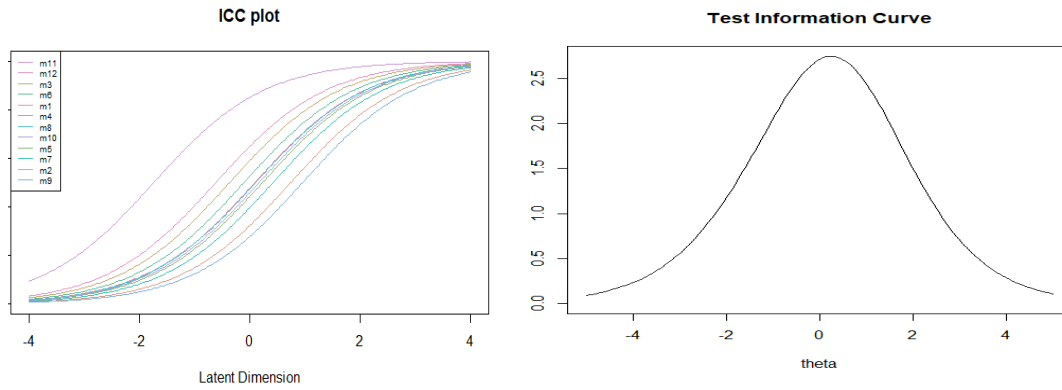 ICC plot
m11
m12
m3
m6
m1
m4
m8
m10
m5
m7
m2
m9
-4
-2
0
2
4
Latent Dimension
Test Information Curve
2.5
2.0
1.5
1.0
0.5
0.0
-4
-2
0
2
4
theta